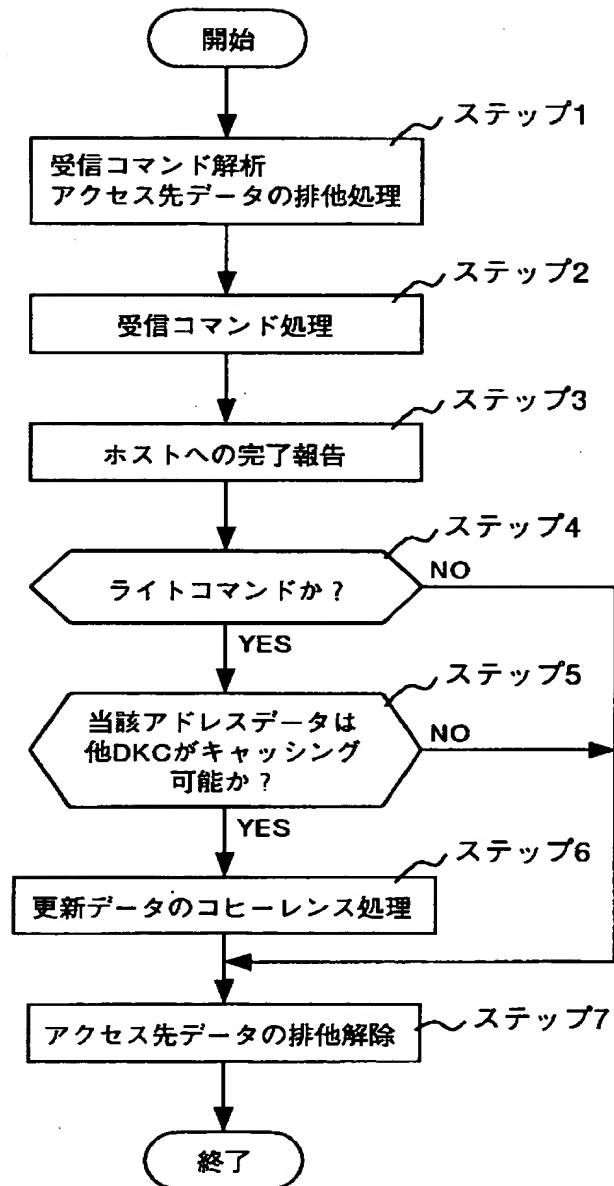 開始
ステップ1
受信コマンド解析
アクセス先データの排他処理
ステップ2
受信コマンド処理
ステップ3
ホストへの完了報告
ステップ4
ライトコマンドか?
NO
YES
ステップ5
当該アドレスデータは
他DKCがキャッシング
可能か?
NO
YES
ステップ6
更新データのコヒーレンス処理
ステップ7
アクセス先データの排他解除
終了